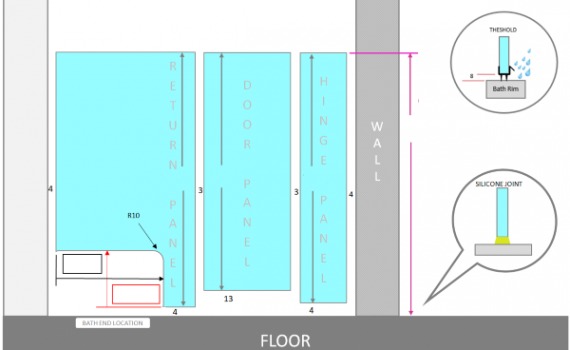 THESHOLD
8
Bath Rim
RETURN PANEL
DOOR PANEL
HINGE PANEL
WALL
4
3
3
4
SILICONE JOINT
R10
13
4
4
BATH END LOCATION
FLOOR